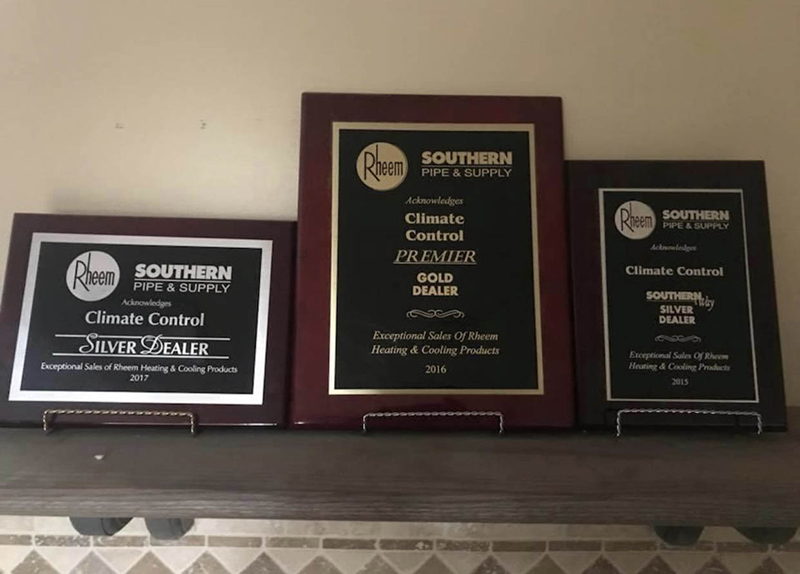 Rheem
SOUTHERN
PIPE & SUPPLY
Acknowledges
Climate Control
SILVER DEALER
Exceptional Sales of Rheem Heating & Cooling Products
2017
Rheem
SOUTHERN
PIPE & SUPPLY
Acknowledges
Climate
Control
PREMIER
GOLD
DEALER
Exceptional Sales Of Rheem
Heating & Cooling Products
2016
Rheem
SOUTHERN
PIPE & SUPPLY
Acknowledges
Climate Control
SOUTHERN Way
SILVER
DEALER
Exceptional Sales Of Rheem
Heating & Cooling Products
2015